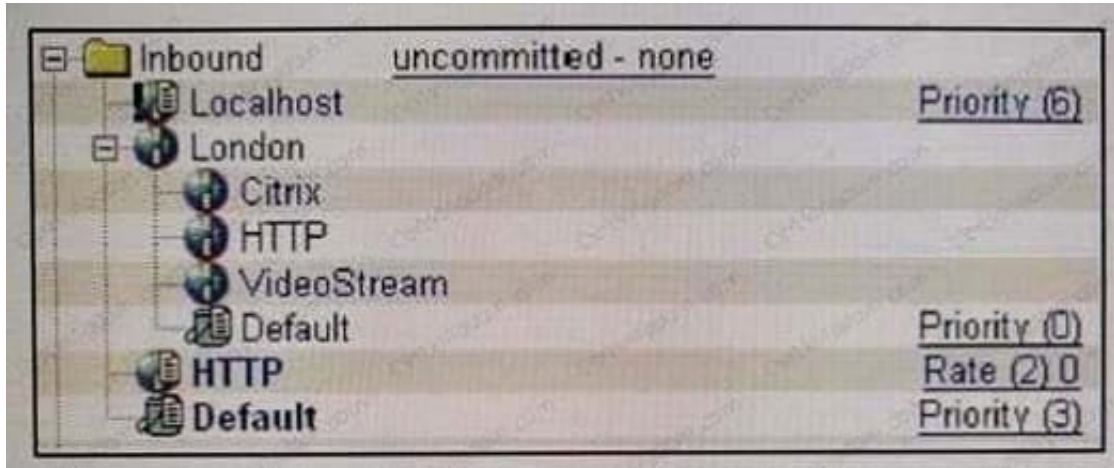 Inbound uncommitted - none
Localhost Priority (6)
London
Citrix
HTTP
VideoStream
Default Priority (0)
HTTP Rate (2) 0
Default Priority (3)